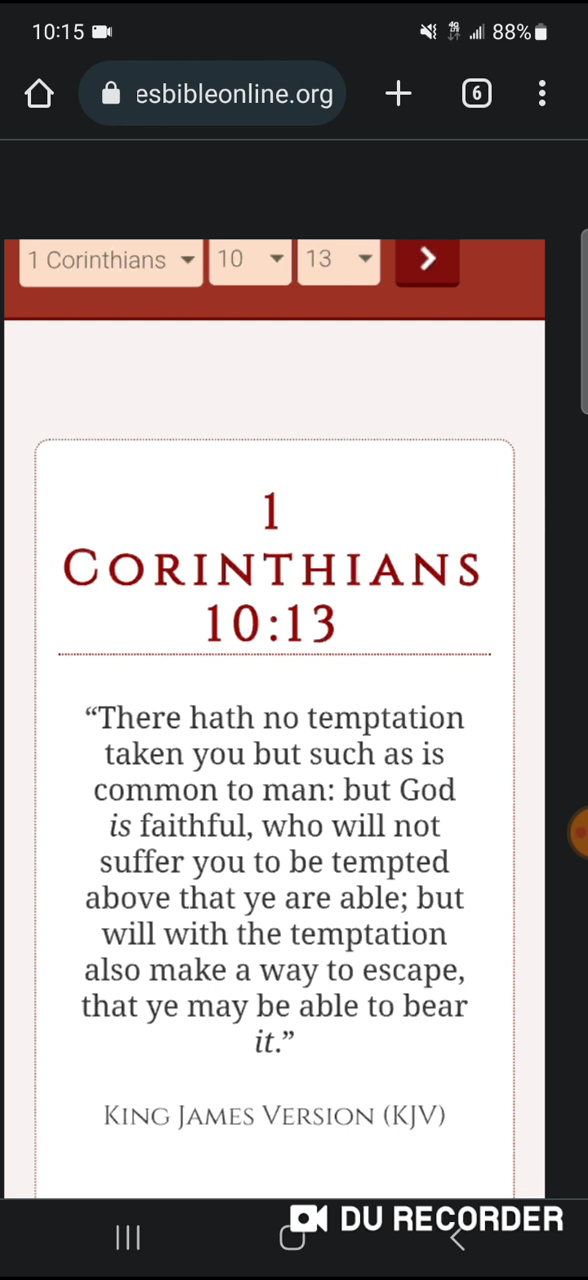 10:15 88%
esbibleonline.org 6
1 Corinthians 10 13
1
CORINTHIANS
10:13
“There hath no temptation
taken you but such as is
common to man: but God
is faithful, who will not
suffer you to be tempted
above that ye are able; but
will with the temptation
also make a way to escape,
that ye may be able to bear
it.”
KING JAMES VERSION (KJV)
DU RECORDER